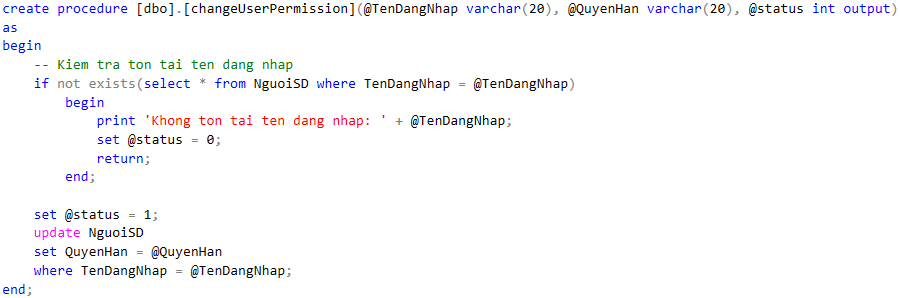 create procedure [dbo].[changeUserPermission](@TenDangNhap varchar(20), @QuyenHan varchar(20), @status int output)
as
begin
    -- Kiem tra ton tai ten dang nhap
    if not exists(select * from NguoiSD where TenDangNhap = @TenDangNhap)
        begin
            print 'Khong ton tai ten dang nhap: ' + @TenDangNhap;
            set @status = 0;
            return;
        end;

    set @status = 1;
    update NguoiSD
    set QuyenHan = @QuyenHan
    where TenDangNhap = @TenDangNhap;
end;